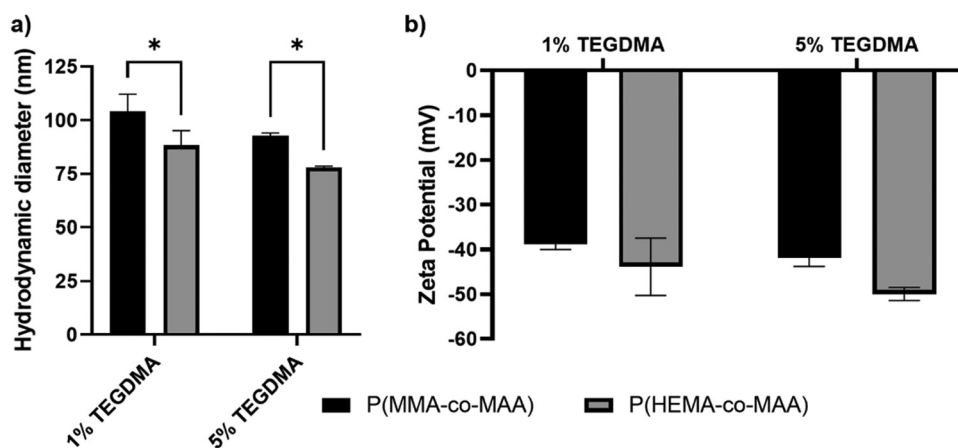 a)
*
*
Hydrodynamic diameter (nm)
125
100
75
50
25
0
1% TEGDMA
5% TEGDMA
b)
1% TEGDMA
5% TEGDMA
Zeta Potential (mV)
0
-10
-20
-30
-40
-50
-60
P(MMA-co-MAA)
P(HEMA-co-MAA)